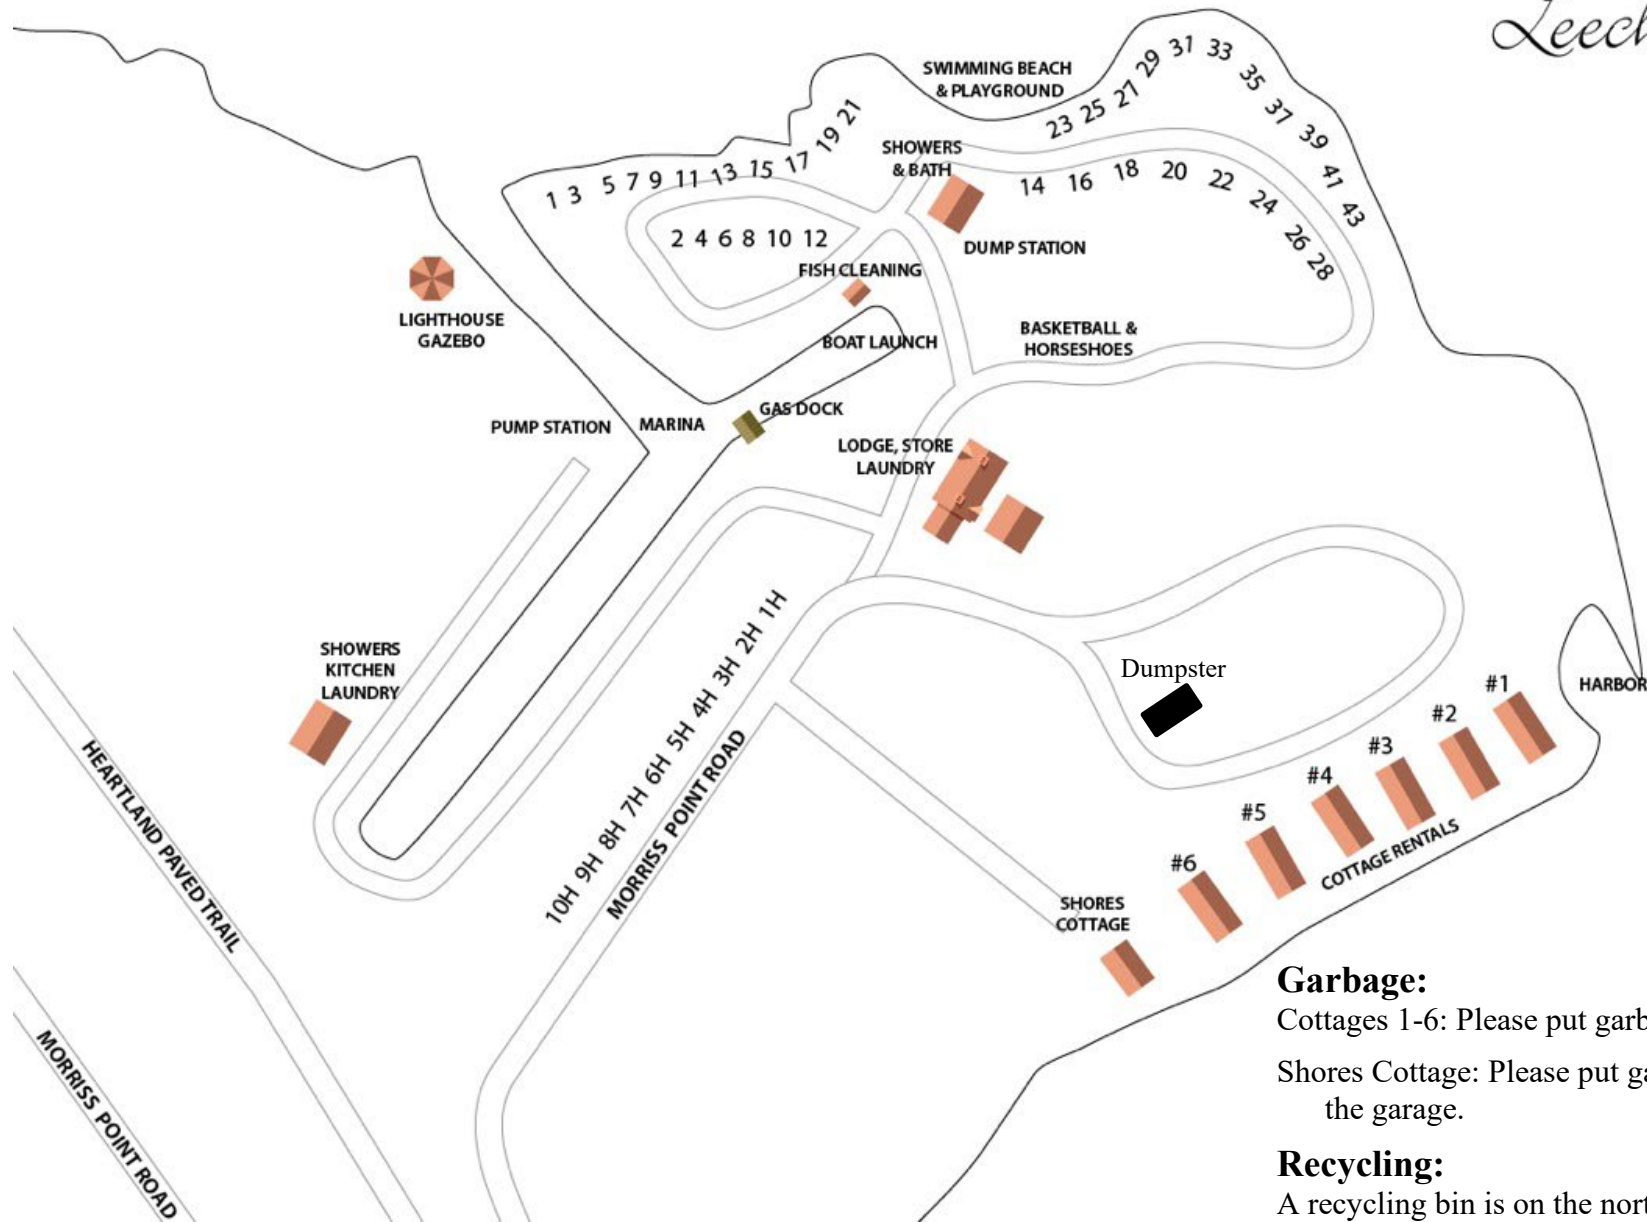 Leech
SWIMMING BEACH
& PLAYGROUND
1 3 5 7 9 11 13 15 17 19 21
23 25 27 29 31 33 35 37 39 41 43
SHOWERS
& BATH
14 16 18 20 22 24 26 28
2 4 6 8 10 12
DUMP STATION
FISH CLEANING
LIGHTHOUSE
GAZEBO
BOAT LAUNCH
BASKETBALL &
HORSESHOES
GAS DOCK
PUMP STATION
MARINA
LODGE, STORE
LAUNDRY
SHOWERS
KITCHEN
LAUNDRY
10H 9H 8H 7H 6H 5H 4H 3H 2H 1H
MORRISS POINT ROAD
Dumpster
HARBOR
#1
#2
#3
#4
#5
#6
COTTAGE RENTALS
SHORES
COTTAGE
HEARTLAND PAVED TRAIL
MORRISS POINT ROAD
Garbage:
Cottages 1-6: Please put garb
Shores Cottage: Please put ga
the garage.
Recycling:
A recycling bin is on the nort